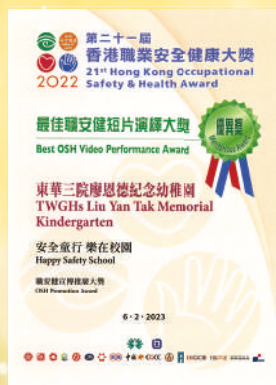 第二十一屆
香港職業安全健康大獎
21st Hong Kong Occupational
Safety & Health Award
2022
最佳職安健短片演繹大獎
Best OSH Video Performance Award
優異獎
東華三院廖恩德紀念幼稚園
TWGHs Liu Yan Tak Memorial
Kindergarten
安全童行 樂在校園
Happy Safety School
職安健宣傳推廣大獎
OSH Promotion Award
6．2．2023